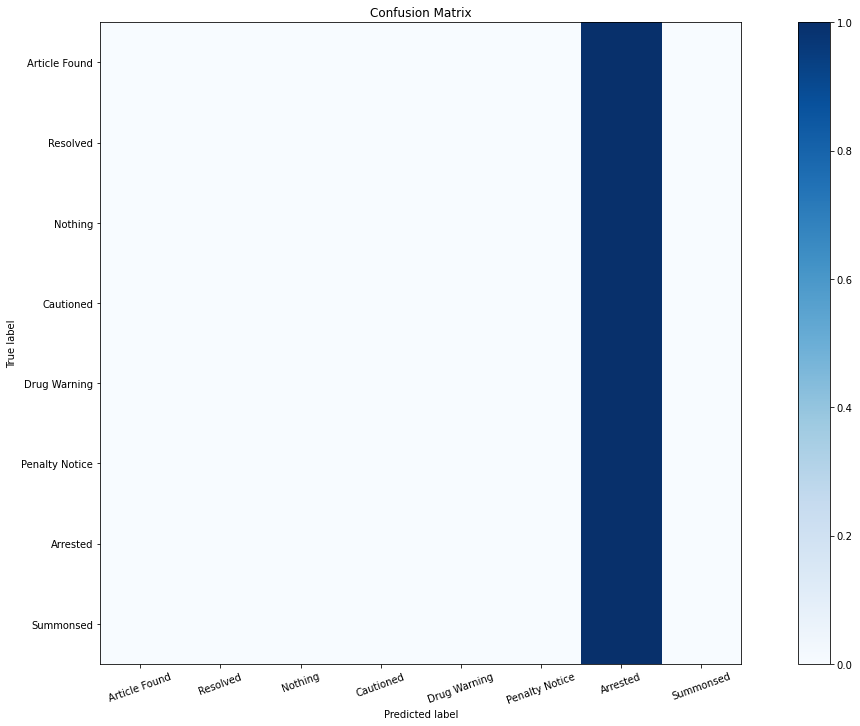 Confusion Matrix
True label
Article Found
Resolved
Nothing
Cautioned
Drug Warning
Penalty Notice
Arrested
Summonsed
Article Found
Resolved
Nothing
Cautioned
Drug Warning
Penalty Notice
Arrested
Summonsed
Predicted label
1.0
0.8
0.6
0.4
0.2
0.0